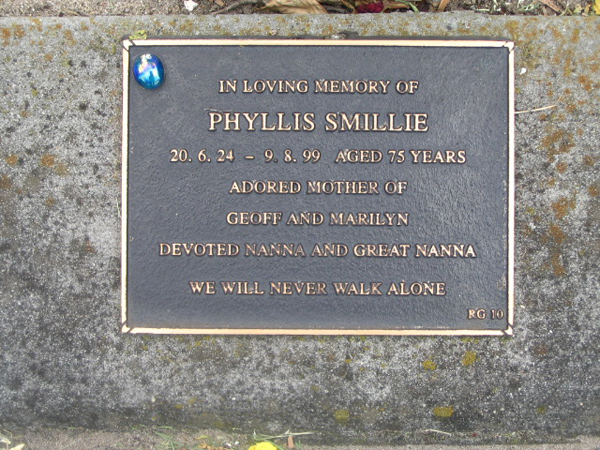 IN LOVING MEMORY OF
PHYLLIS SMILLIE
20. 6. 24 - 9. 8. 99 AGED 75 YEARS
ADORED MOTHER OF
GEOFF AND MARILYN
DEVOTED NANNA AND GREAT NANNA
WE WILL NEVER WALK ALONE
RG 10